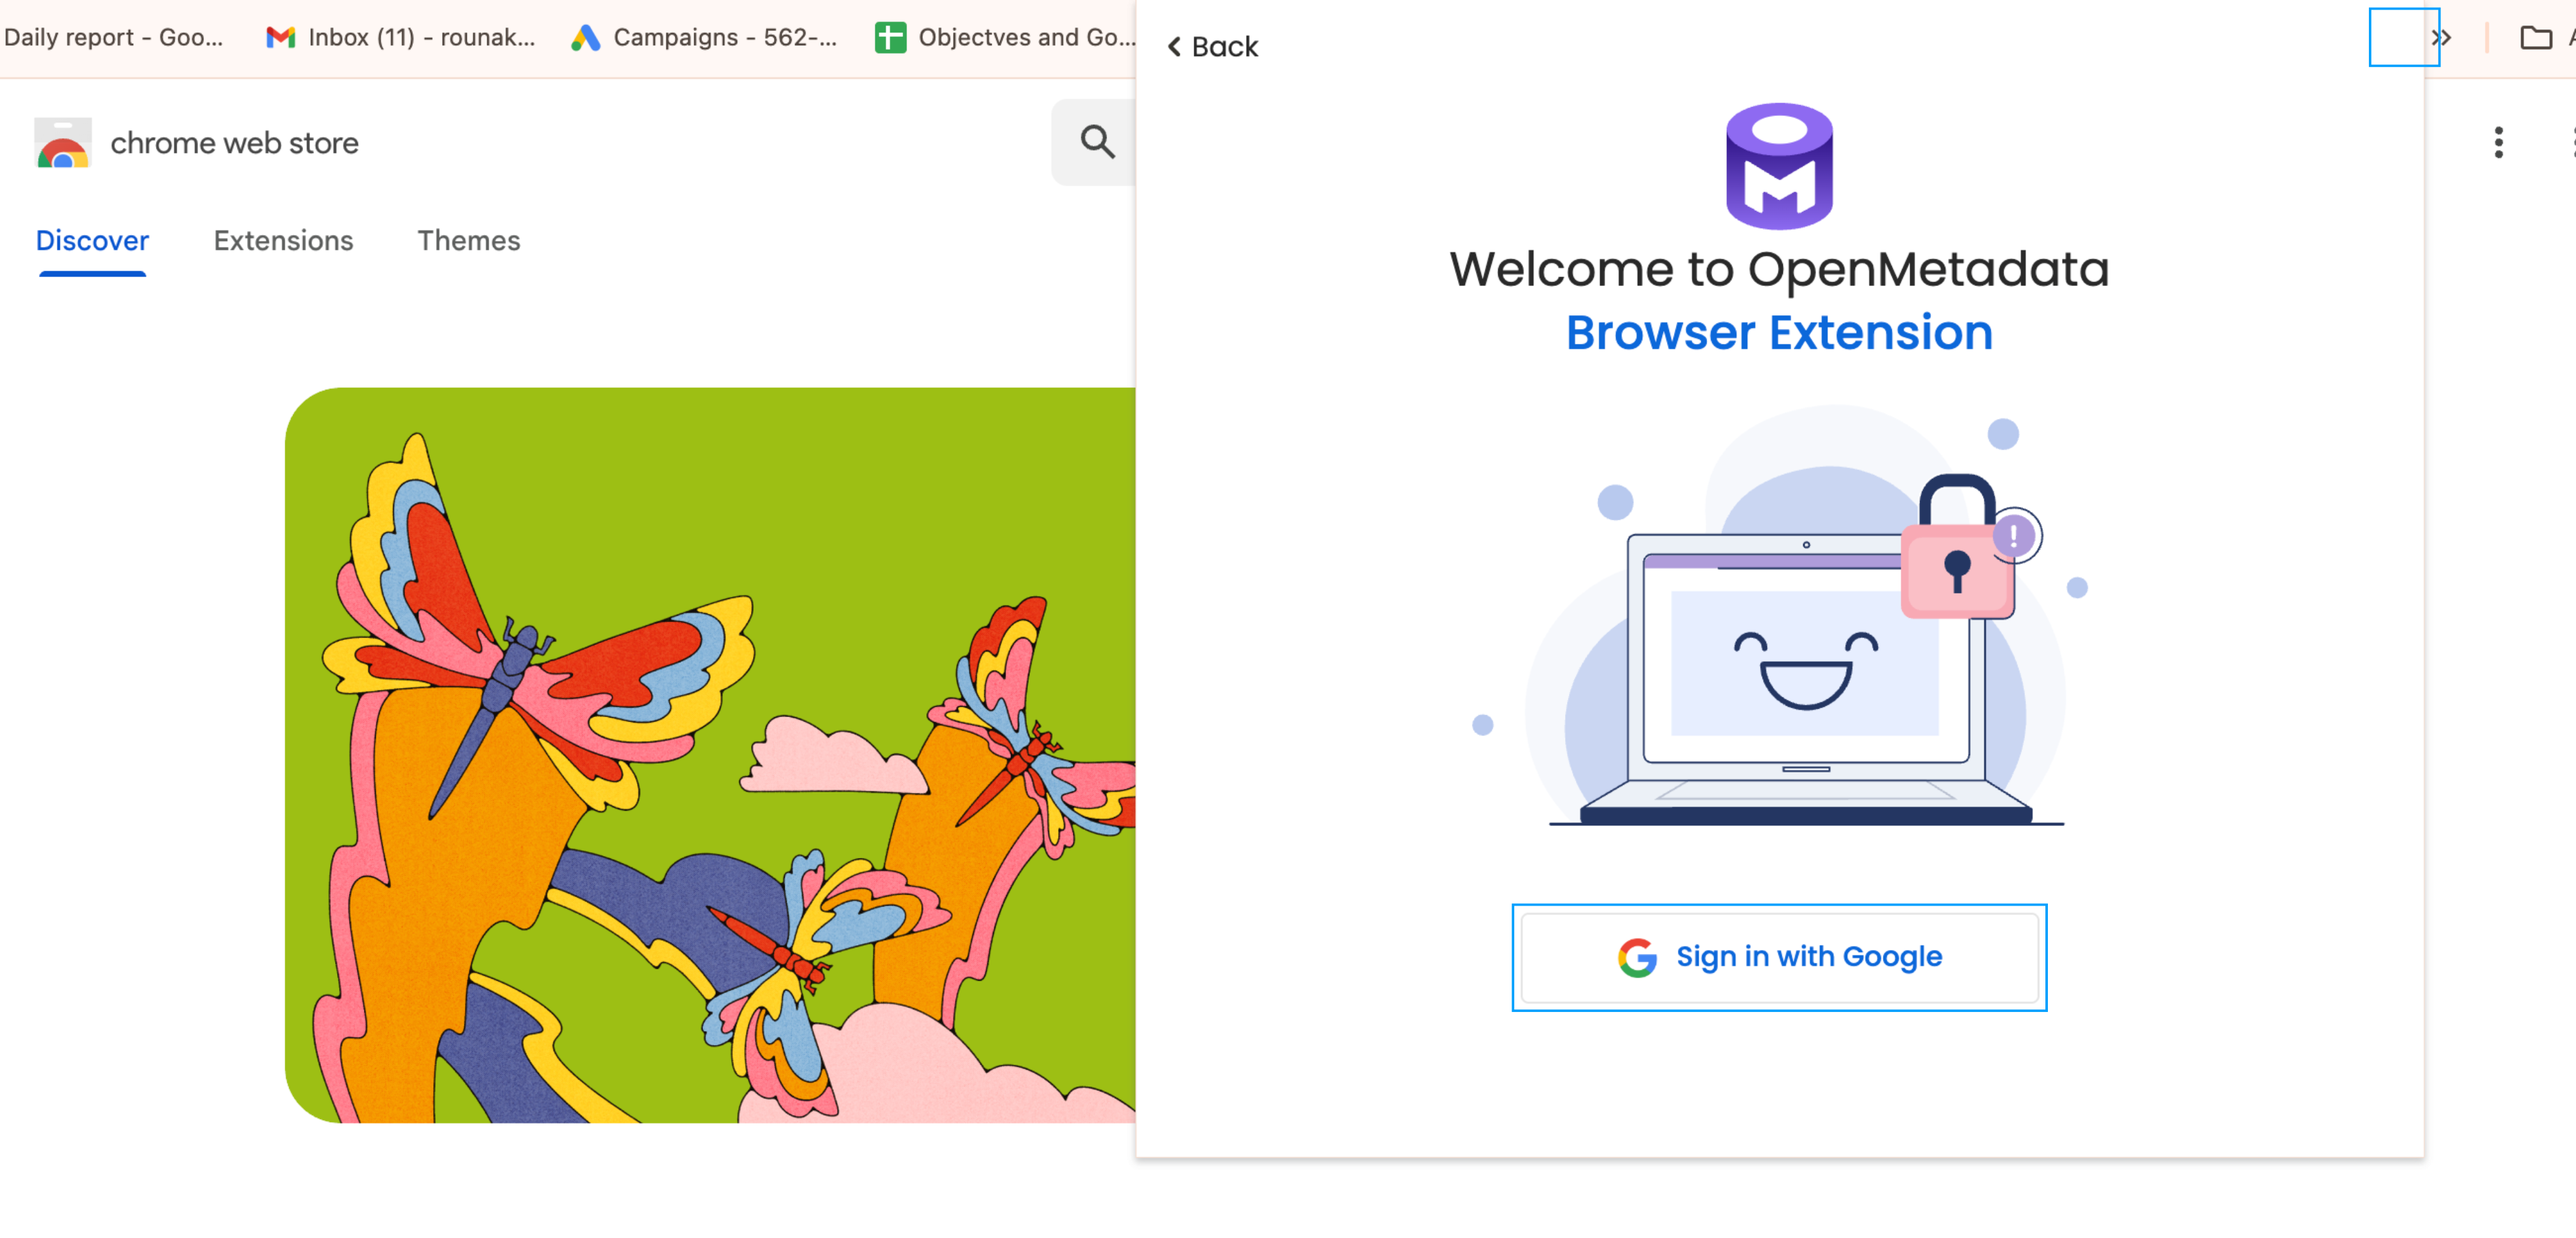 Daily report - Goo...
Inbox (11) - rounak...
Campaigns - 562-...
Objectves and Go...
Back
chrome web store
Discover
Extensions
Themes
Welcome to OpenMetadata
Browser Extension
Sign in with Google